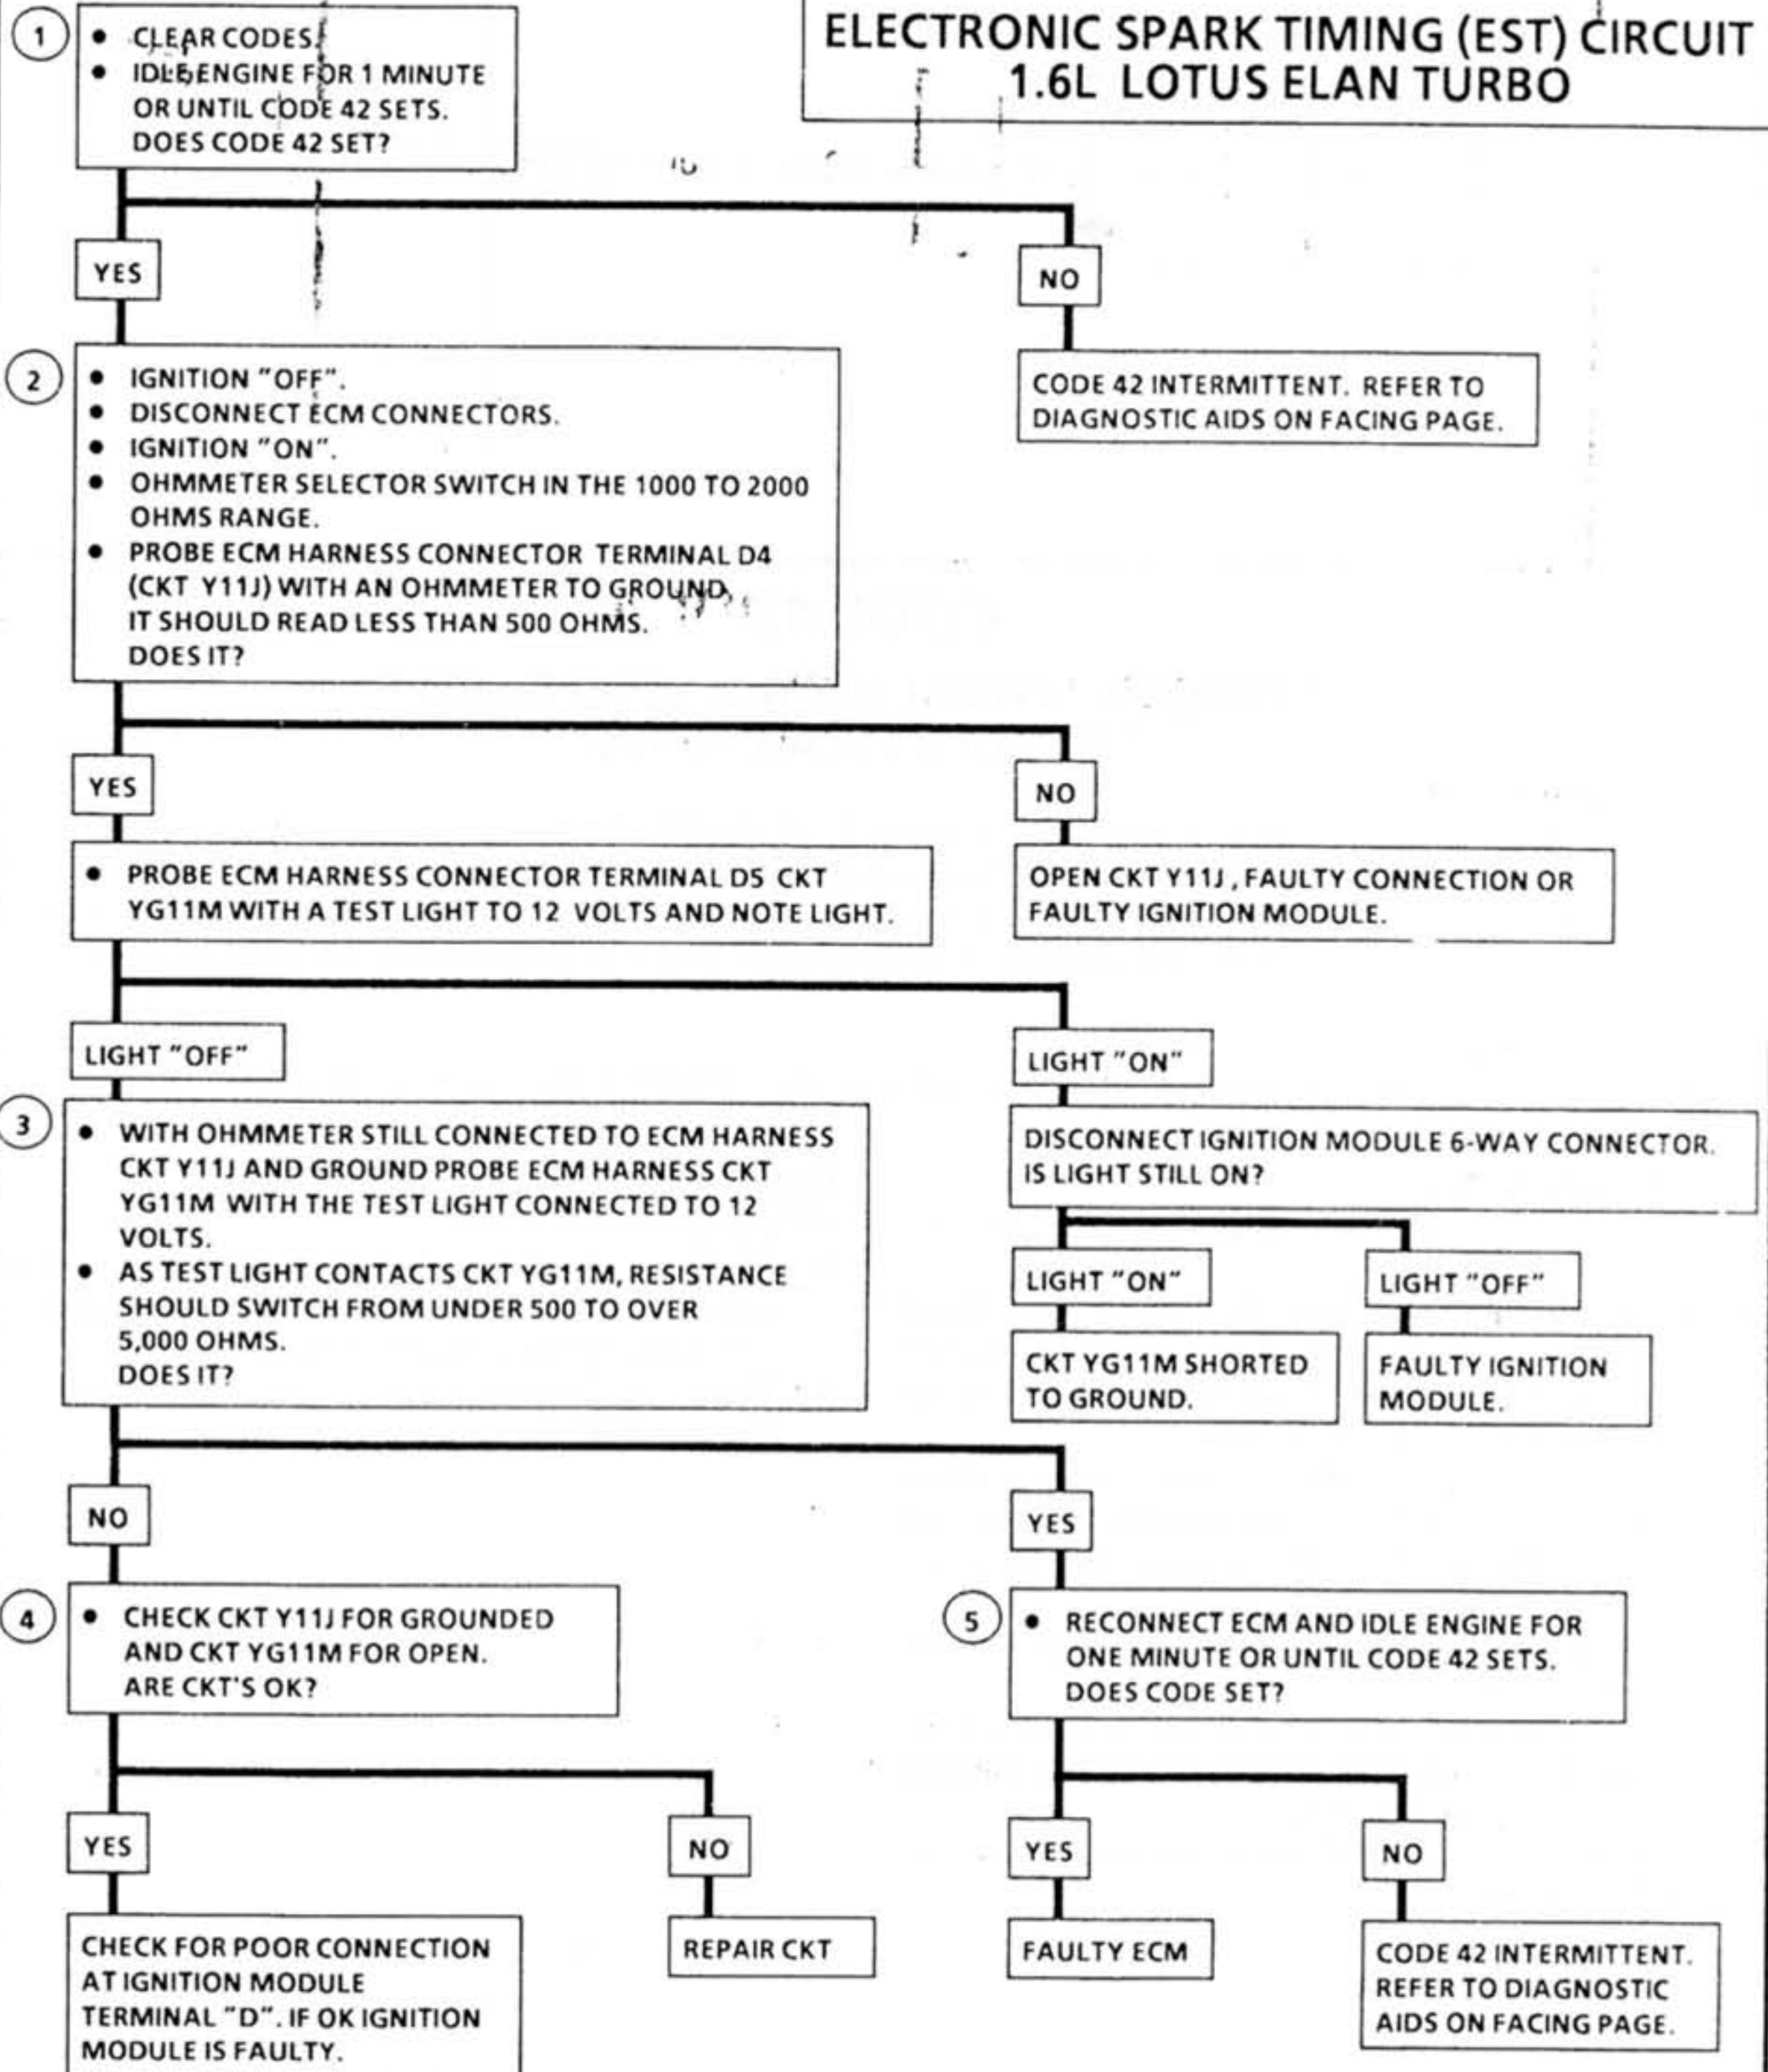 ELECTRONIC SPARK TIMING (EST) CIRCUIT
1.6L LOTUS ELAN TURBO
1
• CLEAR CODES.
• IDLE ENGINE FOR 1 MINUTE
OR UNTIL CODE 42 SETS.
DOES CODE 42 SET?
YES
NO
2
• IGNITION "OFF".
• DISCONNECT ECM CONNECTORS.
• IGNITION "ON".
• OHMMETER SELECTOR SWITCH IN THE 1000 TO 2000
OHMS RANGE.
• PROBE ECM HARNESS CONNECTOR TERMINAL D4
(CKT Y11J) WITH AN OHMMETER TO GROUND.
IT SHOULD READ LESS THAN 500 OHMS.
DOES IT?
CODE 42 INTERMITTENT. REFER TO
DIAGNOSTIC AIDS ON FACING PAGE.
YES
NO
• PROBE ECM HARNESS CONNECTOR TERMINAL D5 CKT
YG11M WITH A TEST LIGHT TO 12 VOLTS AND NOTE LIGHT.
OPEN CKT Y11J, FAULTY CONNECTION OR
FAULTY IGNITION MODULE.
LIGHT "OFF"
LIGHT "ON"
3
• WITH OHMMETER STILL CONNECTED TO ECM HARNESS
CKT Y11J AND GROUND PROBE ECM HARNESS CKT
YG11M WITH THE TEST LIGHT CONNECTED TO 12
VOLTS.
• AS TEST LIGHT CONTACTS CKT YG11M, RESISTANCE
SHOULD SWITCH FROM UNDER 500 TO OVER
5,000 OHMS.
DOES IT?
DISCONNECT IGNITION MODULE 6-WAY CONNECTOR.
IS LIGHT STILL ON?
LIGHT "ON"
LIGHT "OFF"
CKT YG11M SHORTED
TO GROUND.
FAULTY IGNITION
MODULE.
NO
YES
4
• CHECK CKT Y11J FOR GROUNDED
AND CKT YG11M FOR OPEN.
ARE CKT'S OK?
5
• RECONNECT ECM AND IDLE ENGINE FOR
ONE MINUTE OR UNTIL CODE 42 SETS.
DOES CODE SET?
YES
NO
YES
NO
CHECK FOR POOR CONNECTION
AT IGNITION MODULE
TERMINAL "D". IF OK IGNITION
MODULE IS FAULTY.
REPAIR CKT
FAULTY ECM
CODE 42 INTERMITTENT.
REFER TO DIAGNOSTIC
AIDS ON FACING PAGE.